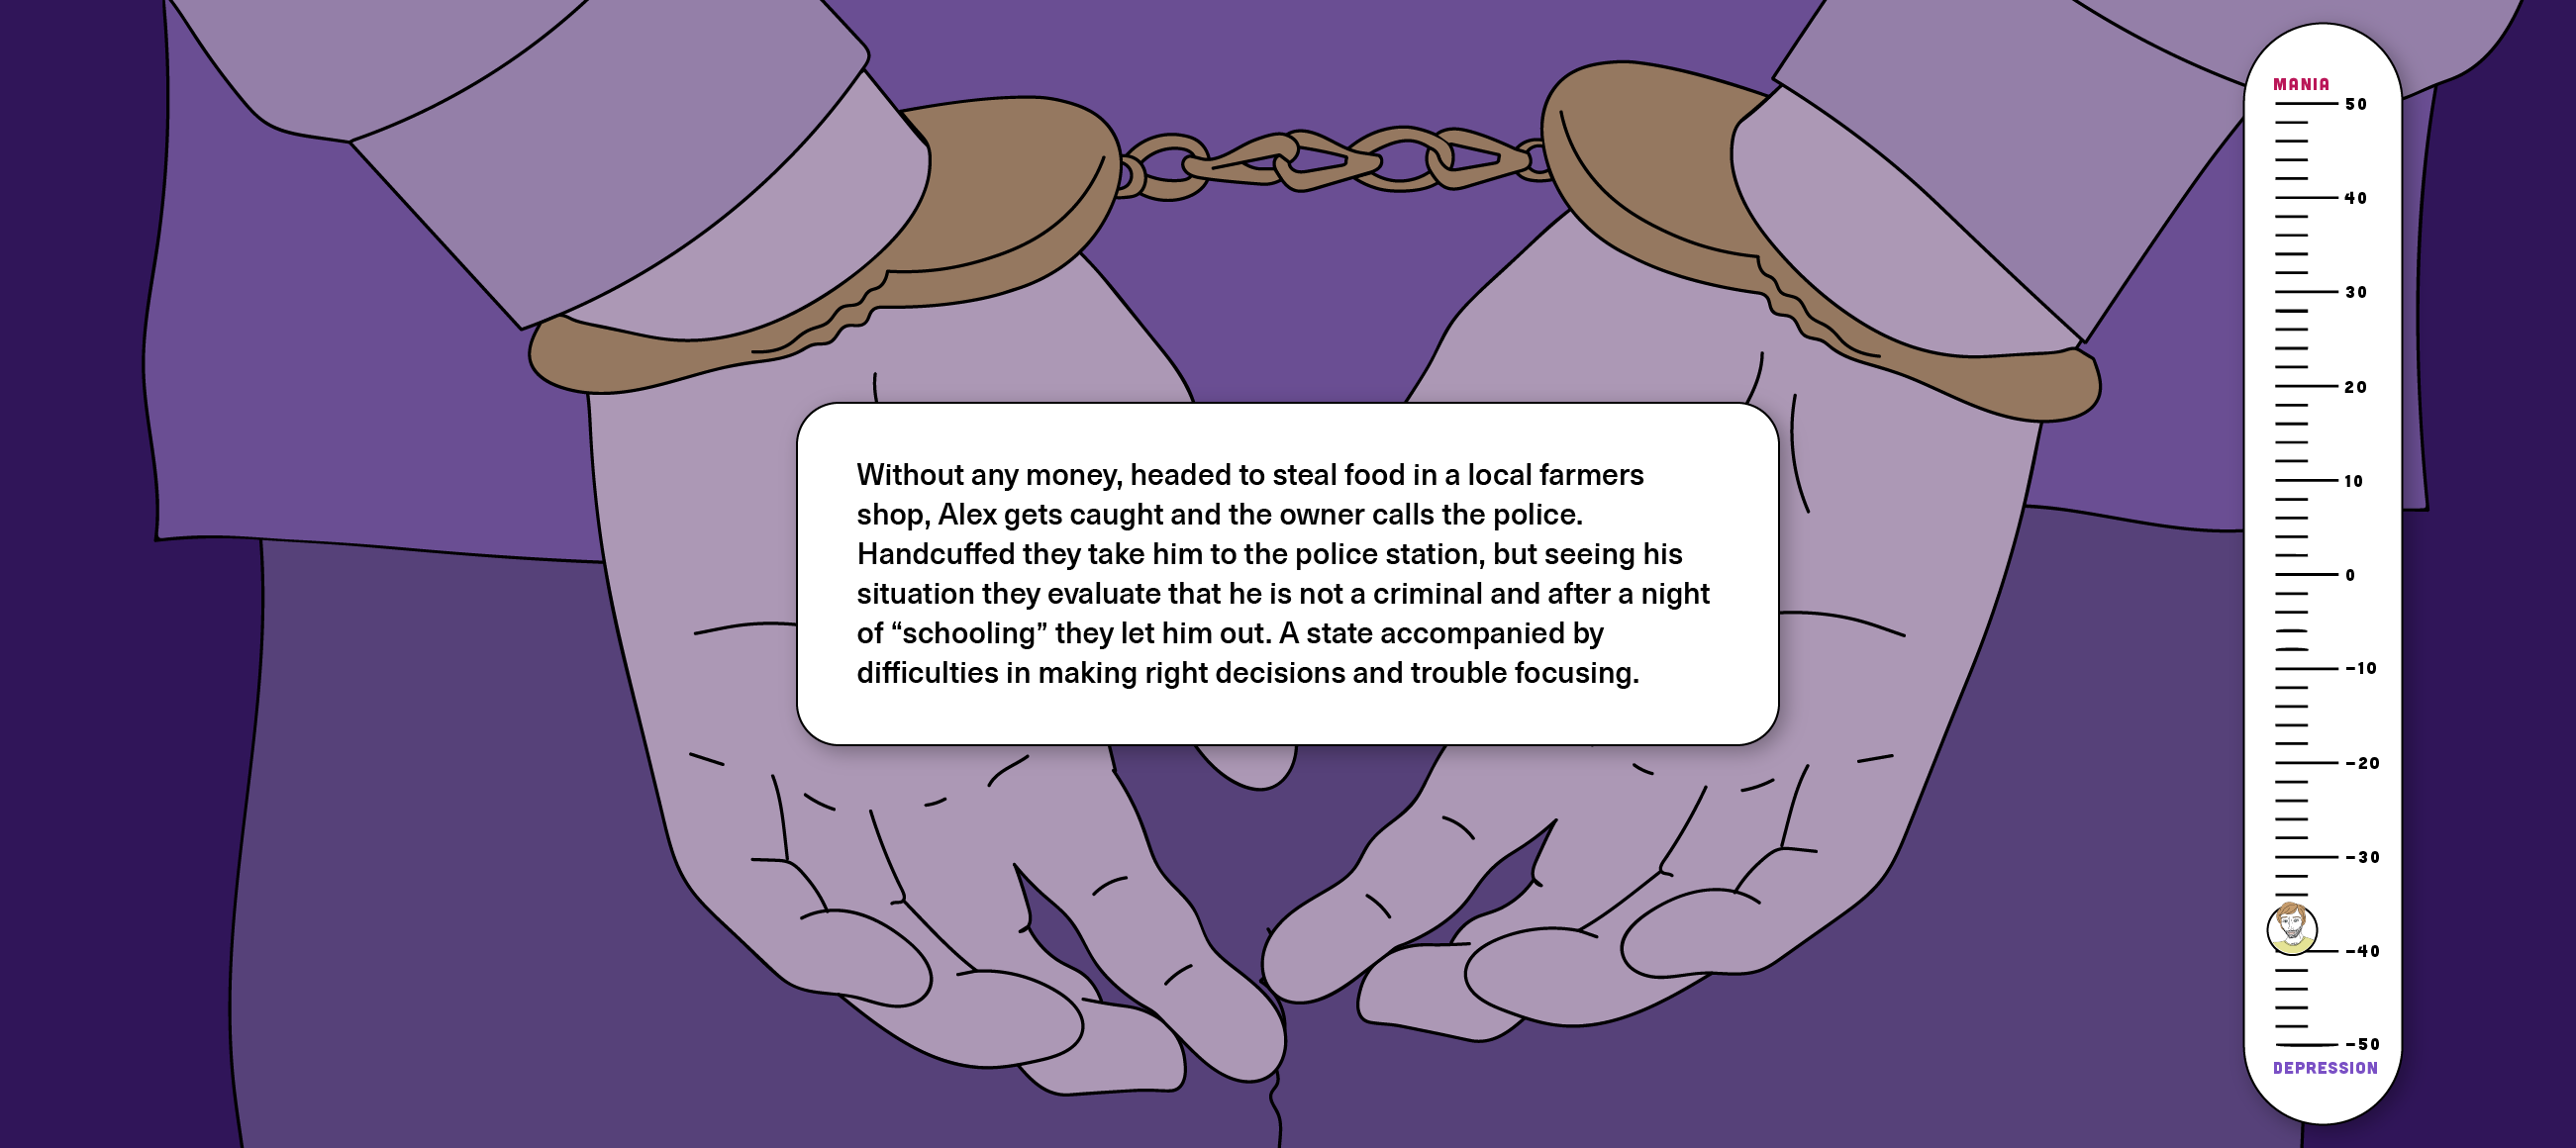 Without any money, headed to steal food in a local farmers
shop, Alex gets caught and the owner calls the police.
Handcuffed they take him to the police station, but seeing his
situation they evaluate that he is not a criminal and after a night
of “schooling” they let him out. A state accompanied by
difficulties in making right decisions and trouble focusing.
MANIA
50
40
30
20
10
0
-10
-20
-30
-40
-50
DEPRESSION